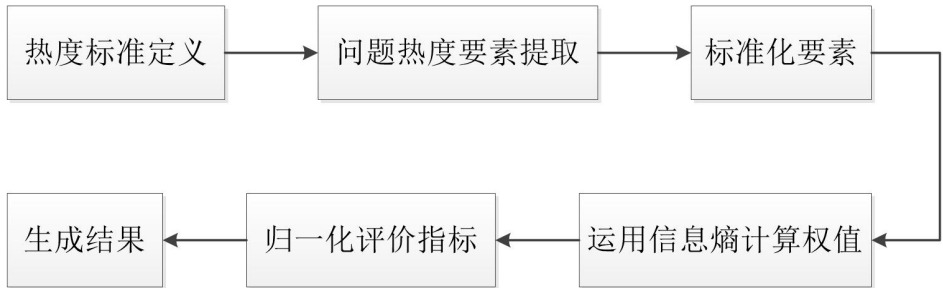 热度标准定义
问题热度要素提取
标准化要素
运用信息熵计算权值
归一化评价指标
生成结果